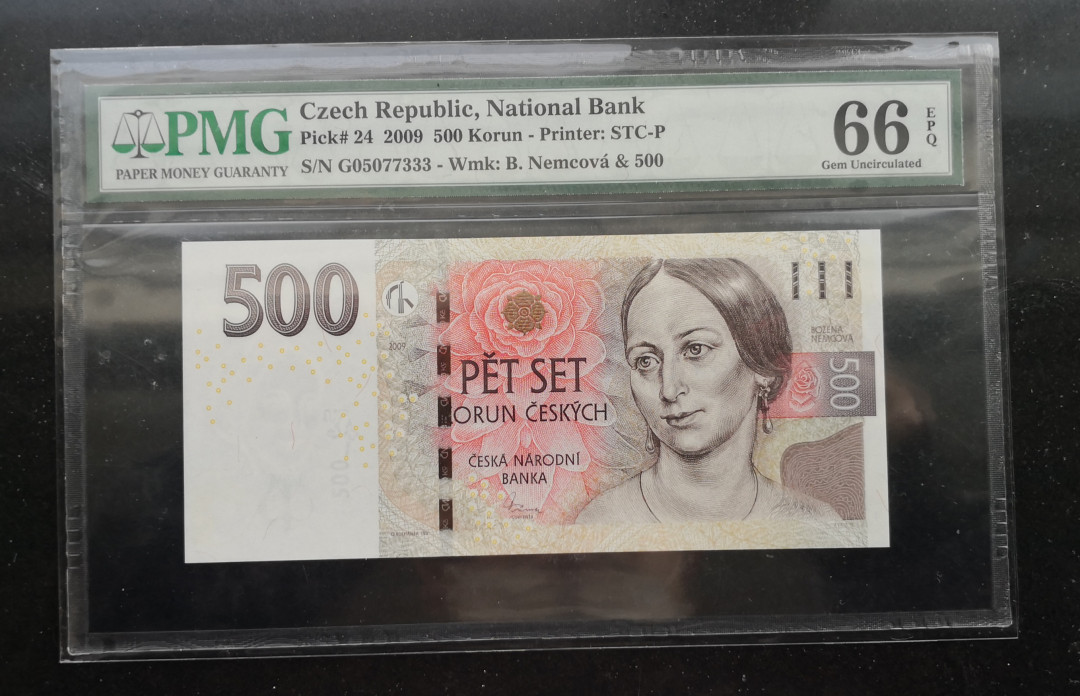 PMG
PAPER MONEY GUARANTY
Czech Republic, National Bank
Pick# 24 2009 500 Korun - Printer: STC-P
S/N G05077333 - Wmk: B. Nemcová & 500
66 EPQ
Gem Uncirculated
500
2009
PĚT SET
KORUN ČESKÝCH
ČESKÁ NÁRODNÍ
BANKA
BOŽENA
NĚMCOVÁ
500